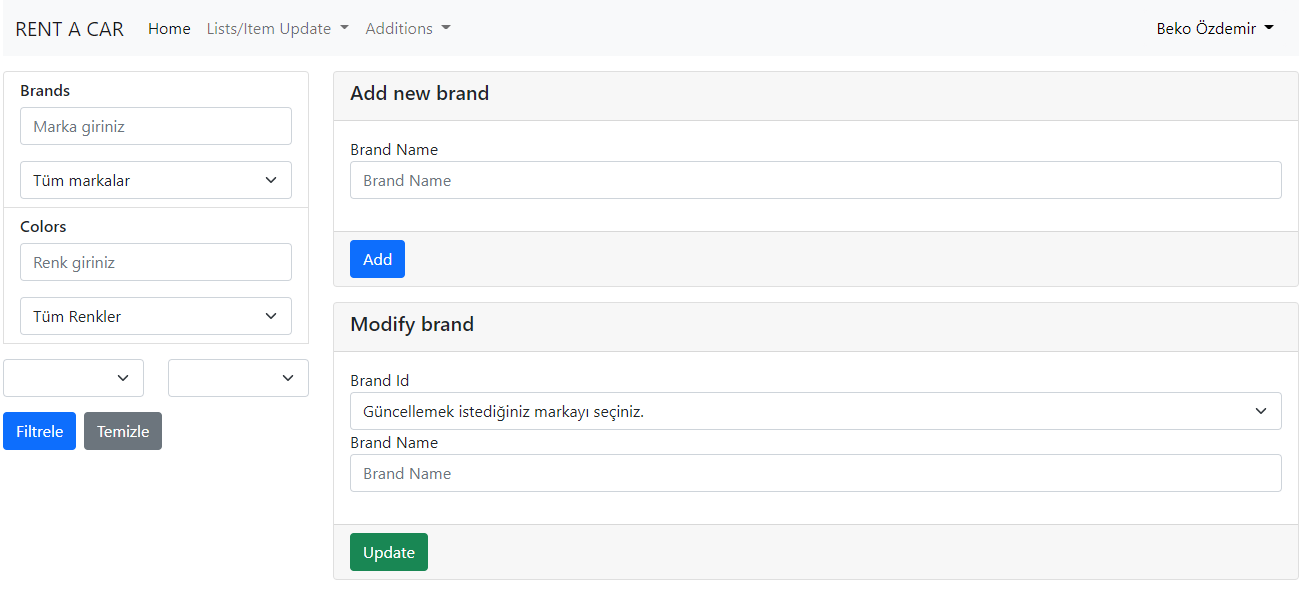 RENT A CAR Home Lists/Item Update Additions Beko Özdemir
Brands
Marka giriniz
Tüm markalar
Colors
Renk giriniz
Tüm Renkler
Filtrele Temizle
Add new brand
Brand Name
Brand Name
Add
Modify brand
Brand Id
Güncellemek istediğiniz markayı seçiniz.
Brand Name
Brand Name
Update